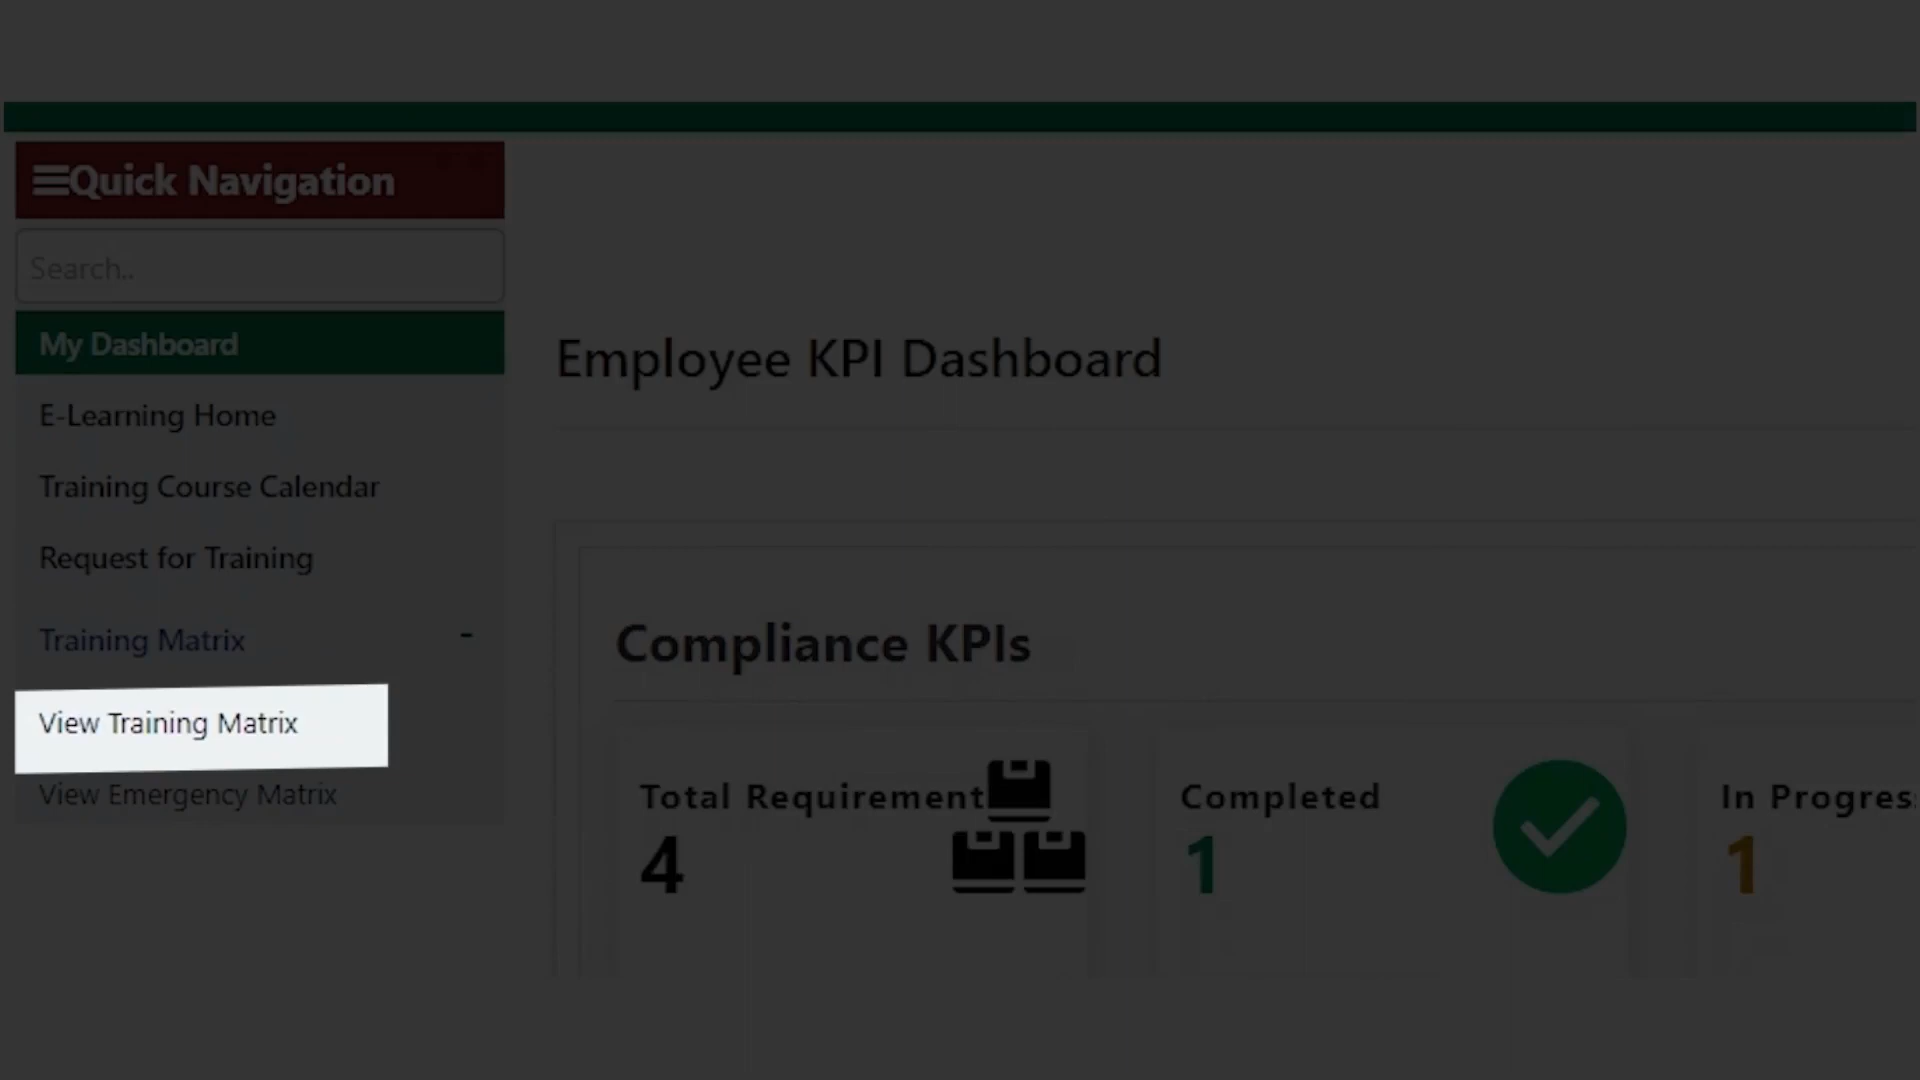 Quick Navigation
Search..
My Dashboard
E-Learning Home
Training Course Calendar
Request for Training
Training Matrix -
View Training Matrix
View Emergency Matrix
Employee KPI Dashboard
Compliance KPIs
Total Requirement
4
Completed
1
In Progres
1